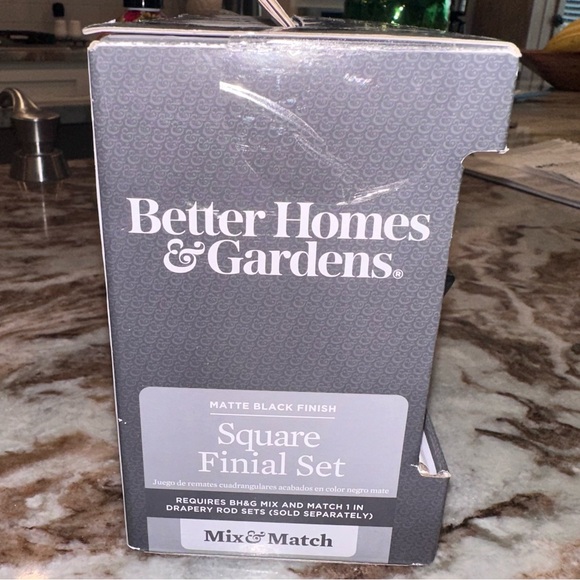 Better Homes
& Gardens®
MATTE BLACK FINISH
Square
Finial Set
Juego de remates cuadrangulares acabados en color negro mate
REQUIRES BH&G MIX AND MATCH 1 IN
DRAPERY ROD SETS (SOLD SEPARATELY)
Mix & Match